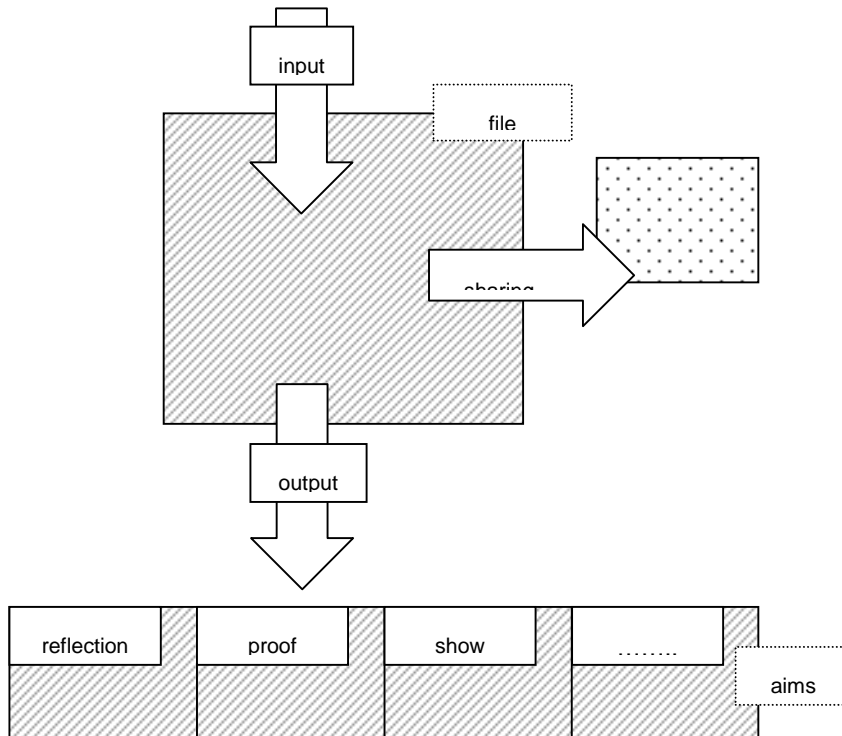 input
file
sharing
output
reflection
proof
show
........
aims